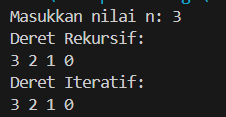 Masukkan nilai n: 3
Deret Rekursif:
3 2 1 0
Deret Iteratif:
3 2 1 0